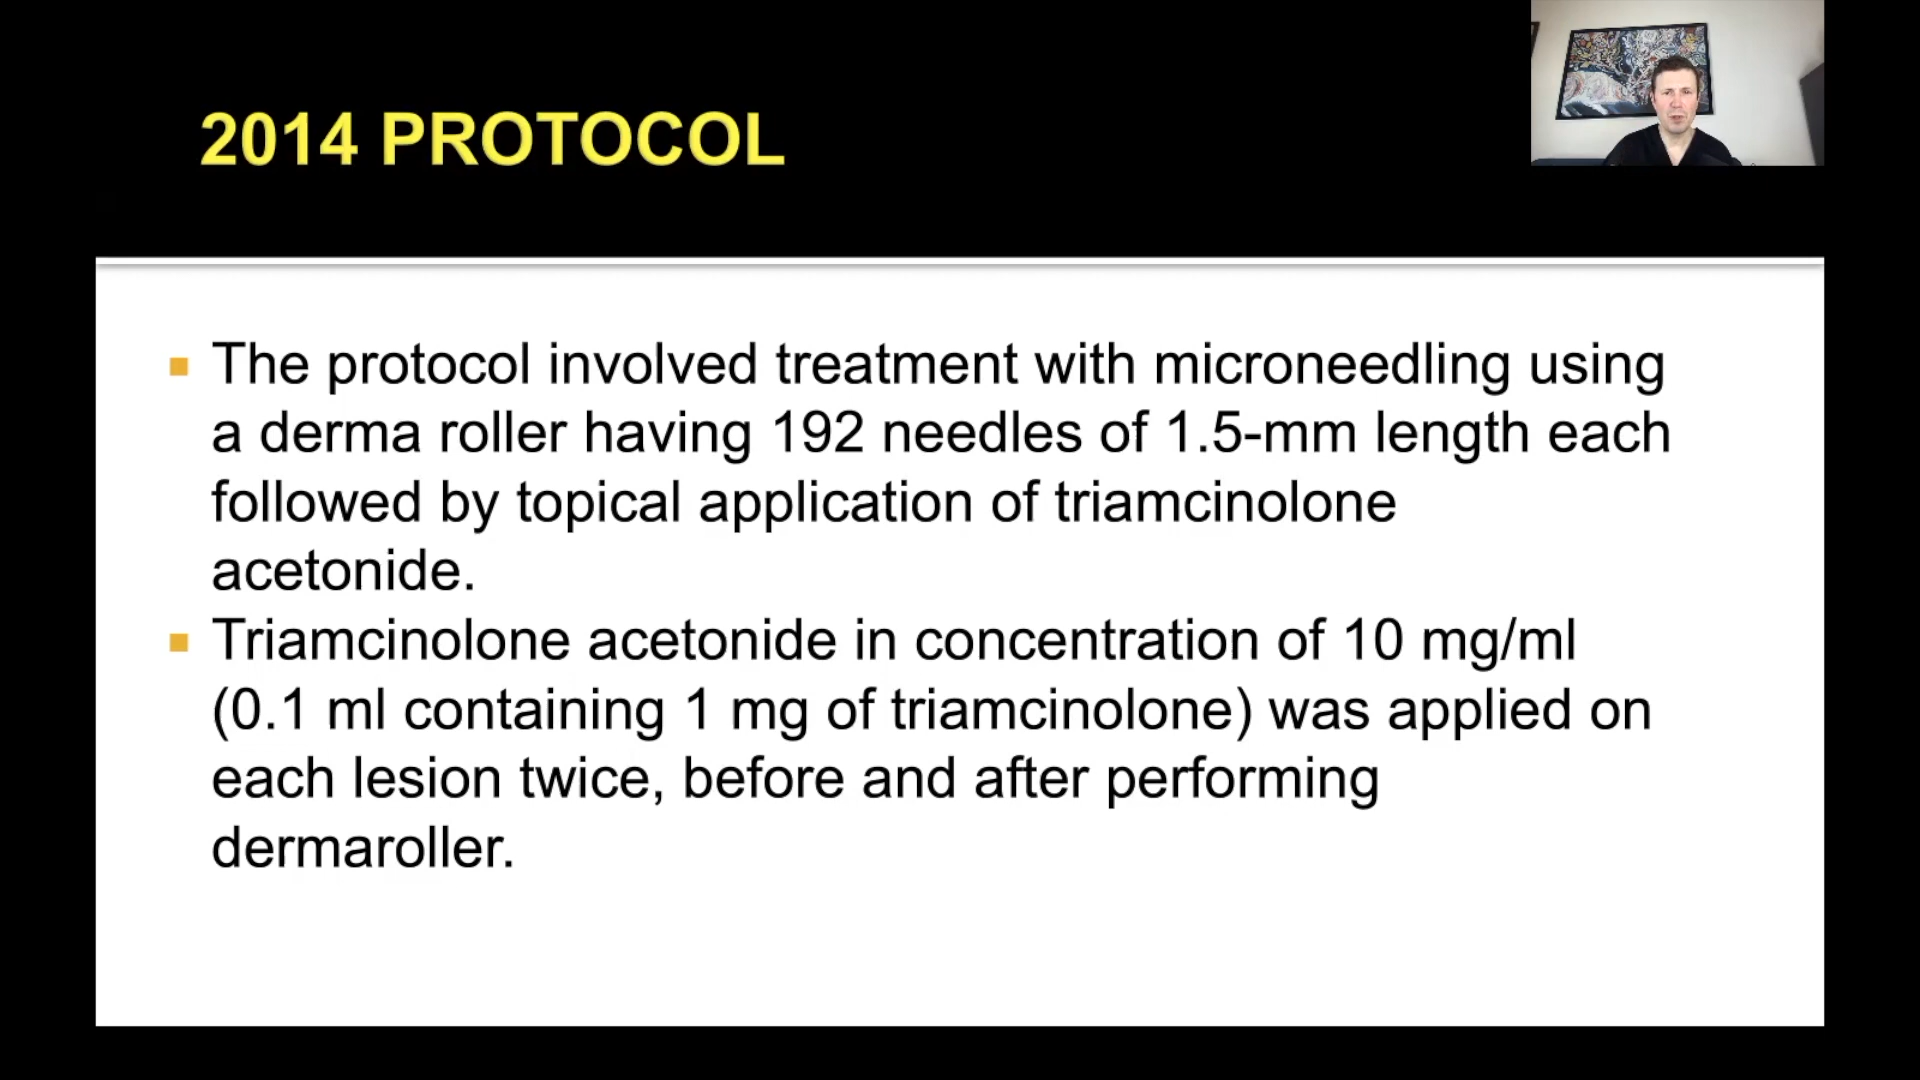 2014 PROTOCOL
The protocol involved treatment with microneedling using
a derma roller having 192 needles of 1.5-mm length each
followed by topical application of triamcinolone
acetonide.
Triamcinolone acetonide in concentration of 10 mg/ml
(0.1 ml containing 1 mg of triamcinolone) was applied on
each lesion twice, before and after performing
dermaroller.